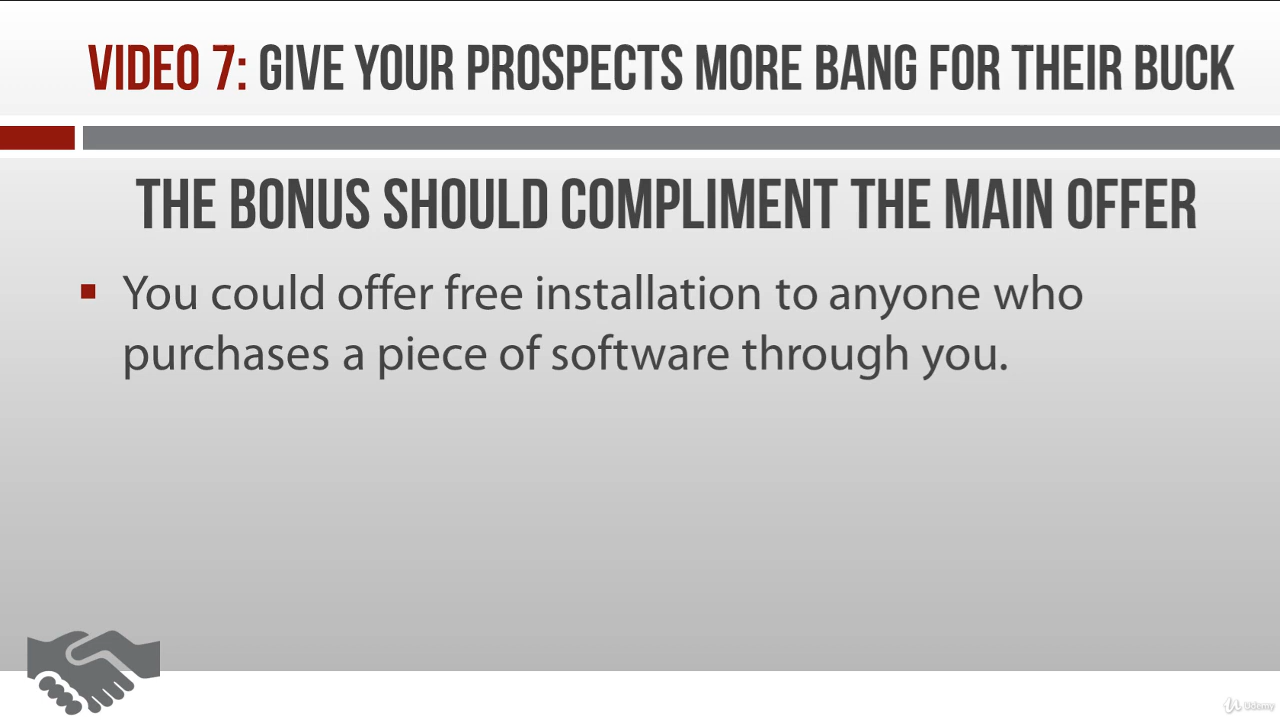 VIDEO 7: GIVE YOUR PROSPECTS MORE BANG FOR THEIR BUCK
THE BONUS SHOULD COMPLIMENT THE MAIN OFFER
You could offer free installation to anyone who
purchases a piece of software through you.
Udemy